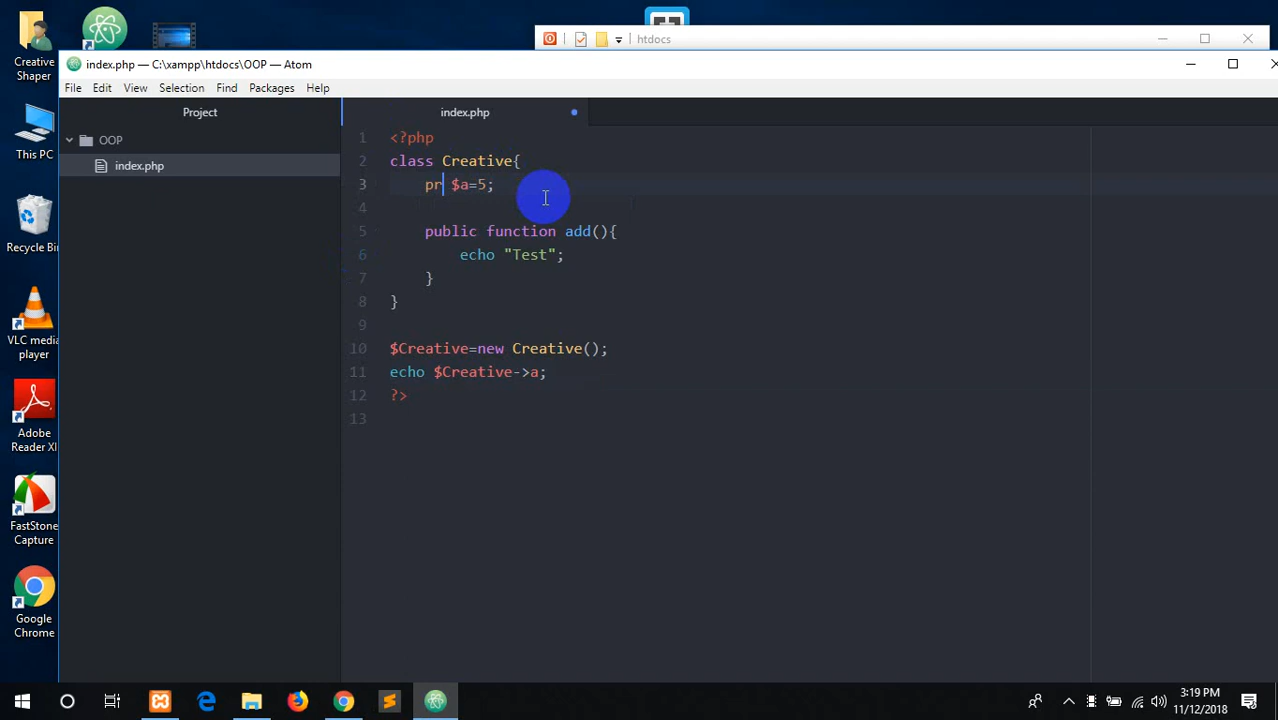 Creative
Shaper
This PC
Recycle Bin
VLC media
player
Adobe
Reader XI
FastStone
Capture
Google
Chrome
htdocs
index.php — C:\xampp\htdocs\OOP — Atom
File Edit View Selection Find Packages Help
Project
OOP
index.php
index.php
1 <?php
2 class Creative{
3 pr $a=5;
4
5 public function add(){
6 echo "Test";
7 }
8 }
9
10 $Creative=new Creative();
11 echo $Creative->a;
12 ?>
13
3:19 PM
11/12/2018